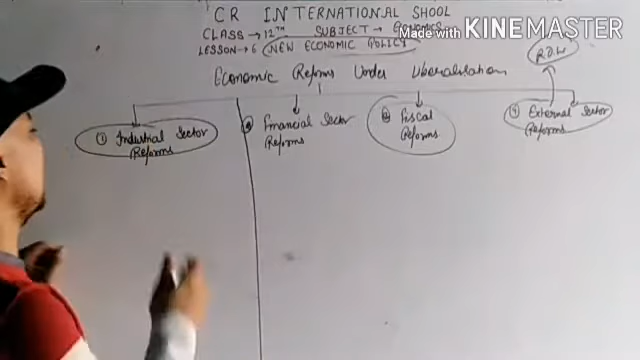 CR INTERNATIONAL SHOOL
CLASS → 12TH SUBJECT → ECONOMICS
LESSON → 6 NEW ECONOMIC POLICY
Made with KINEMASTER
R.O.W
Economic Reforms Under Liberalisation
① Industrial Sector Reforms
② Financial Sector Reforms
③ Fiscal Reforms
④ External Sector Reforms